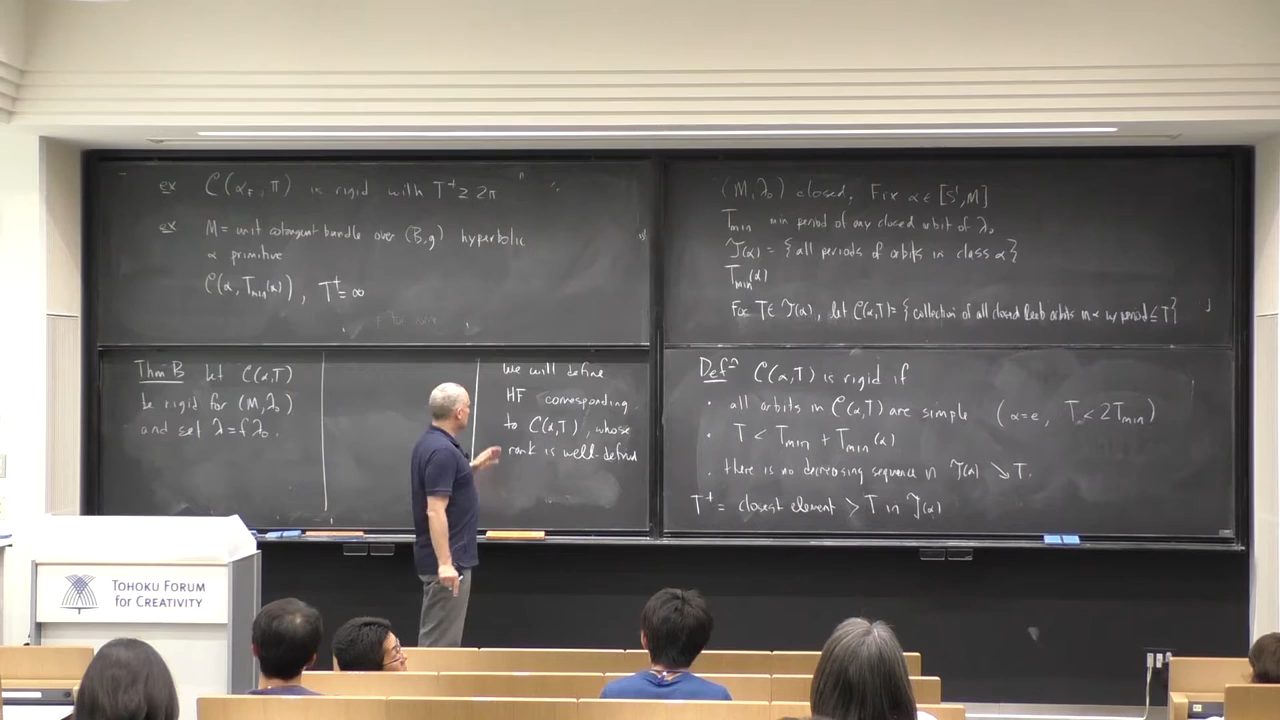 ex C(α_F, π) is rigid with T⁺ ≥ 2π
ex M = unit cotangent bundle over (B,g) hyperbolic
α primitive
C(α, T_min(α)), T⁺ = ∞
Thm B Let C(α,T)
be rigid for (M,λ₀)
and set λ = fλ₀.
We will define
HF corresponding
to C(α,T), whose
rank is well-defined
(M,λ₀) closed, Fix α ∈ [S¹,M]
T_min min period of any closed orbit of λ₀
𝒥(α) = {all periods of orbits in class α}
T_min(α)
For T ∈ 𝒥(α), let C(α,T) = {collection of all closed Reeb orbits in α w/ period ≤ T}
Defⁿ C(α,T) is rigid if
• all orbits in C(α,T) are simple (α=e, T < 2T_min)
• T < T_min + T_min(α)
• there is no decreasing sequence in 𝒥(α) ↘ T.
T⁺ = closest element > T in 𝒥(α)
TOHOKU FORUM
for CREATIVITY